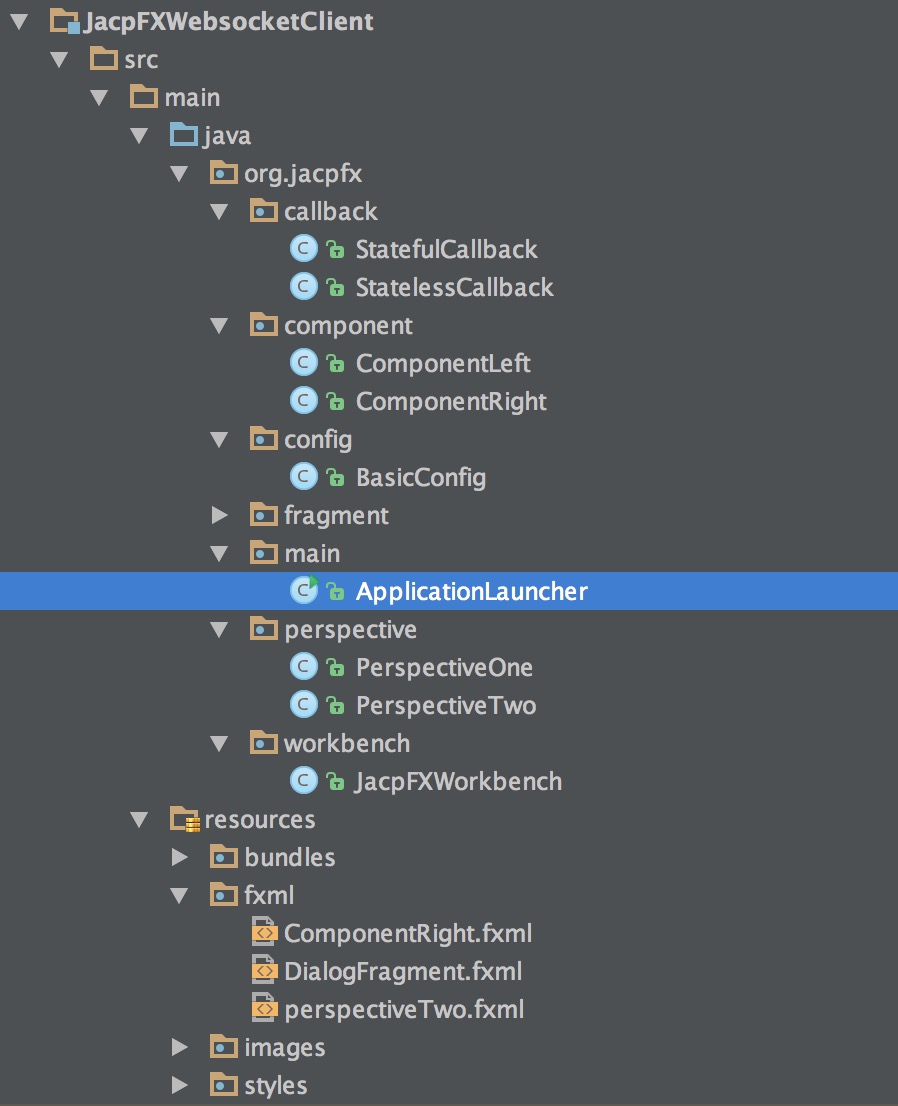 JacpFXWebsocketClient
src
main
java
org.jacpfx
callback
StatefulCallback
StatelessCallback
component
ComponentLeft
ComponentRight
config
BasicConfig
fragment
main
ApplicationLauncher
perspective
PerspectiveOne
PerspectiveTwo
workbench
JacpFXWorkbench
resources
bundles
fxml
ComponentRight.fxml
DialogFragment.fxml
perspectiveTwo.fxml
images
styles